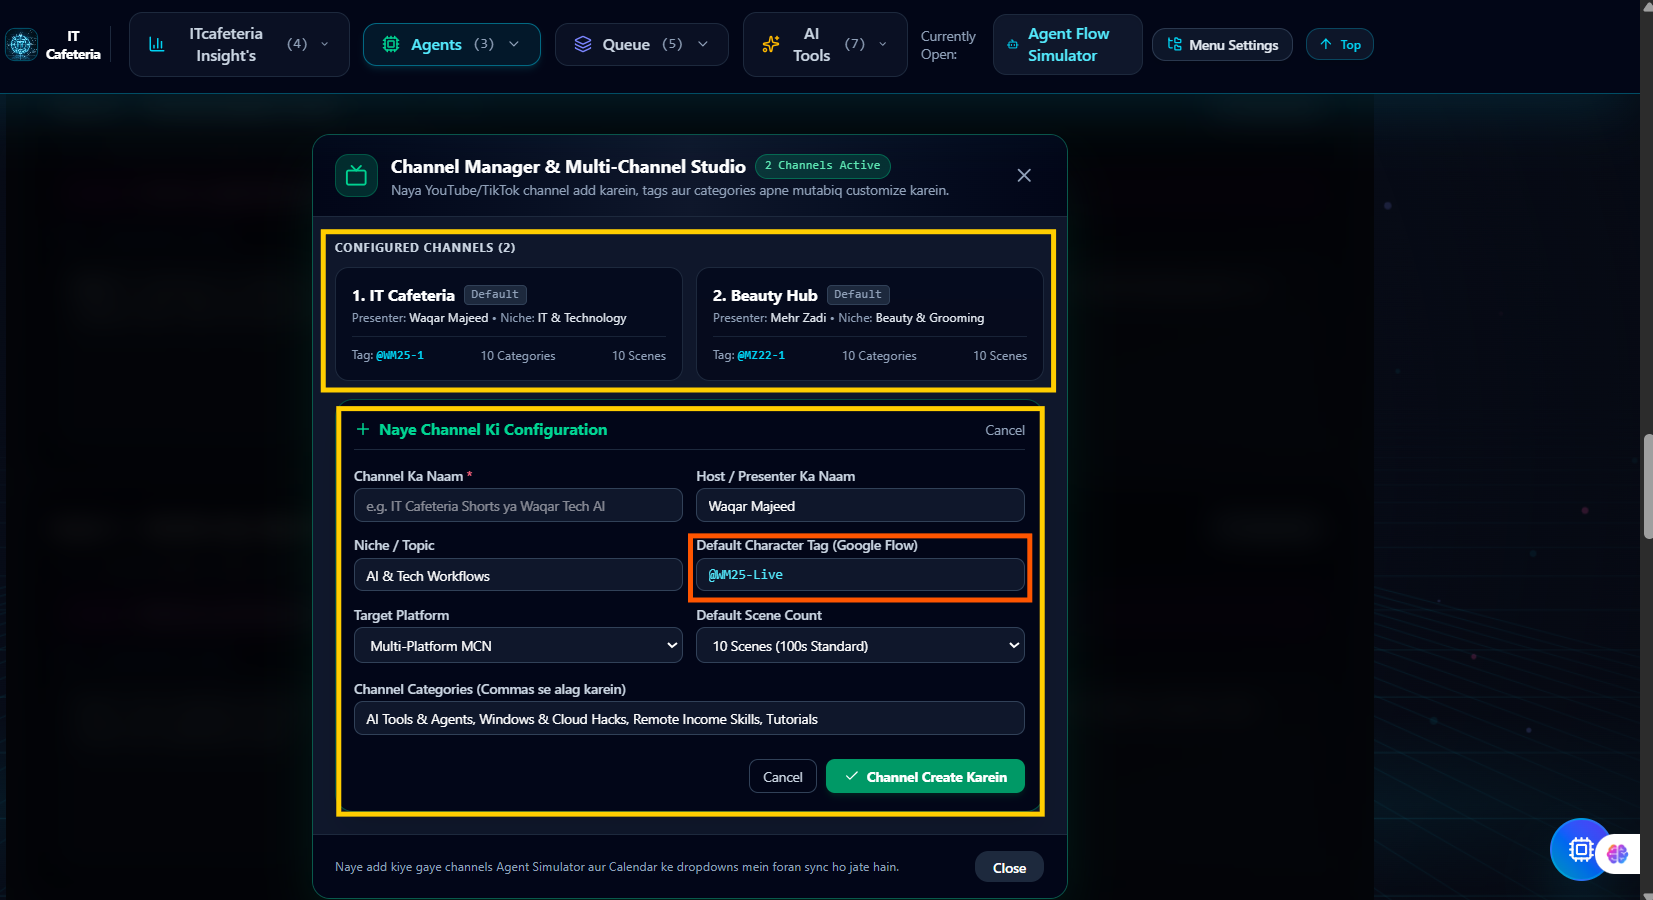 IT
Cafeteria
ITcafeteria
Insight's
(4)
Agents (3)
Queue (5)
AI
Tools
(7)
Currently
Open:
Agent Flow
Simulator
Menu Settings
Top
Channel Manager & Multi-Channel Studio
2 Channels Active
Naya YouTube/TikTok channel add karein, tags aur categories apne mutabiq customize karein.
CONFIGURED CHANNELS (2)
1. IT Cafeteria Default
Presenter: Waqar Majeed • Niche: IT & Technology
Tag: @WM25-1 10 Categories 10 Scenes
2. Beauty Hub Default
Presenter: Mehr Zadi • Niche: Beauty & Grooming
Tag: @MZ22-1 10 Categories 10 Scenes
+ Naye Channel Ki Configuration
Cancel
Channel Ka Naam *
e.g. IT Cafeteria Shorts ya Waqar Tech AI
Host / Presenter Ka Naam
Waqar Majeed
Niche / Topic
AI & Tech Workflows
Default Character Tag (Google Flow)
@WM25-Live
Target Platform
Multi-Platform MCN
Default Scene Count
10 Scenes (100s Standard)
Channel Categories (Commas se alag karein)
AI Tools & Agents, Windows & Cloud Hacks, Remote Income Skills, Tutorials
Cancel
Channel Create Karein
Naye add kiye gaye channels Agent Simulator aur Calendar ke dropdowns mein foran sync ho jate hain.
Close